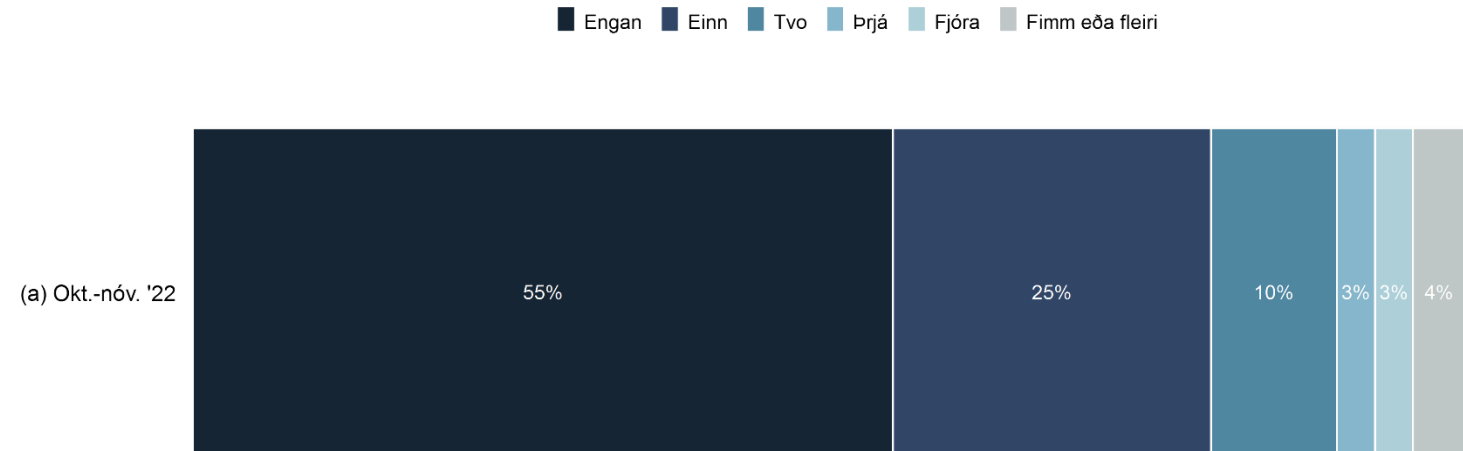 Engan Einn Tvo Þrjá Fjóra Fimm eða fleiri
(a) Okt.-nóv. '22 55% 25% 10% 3% 3% 4%